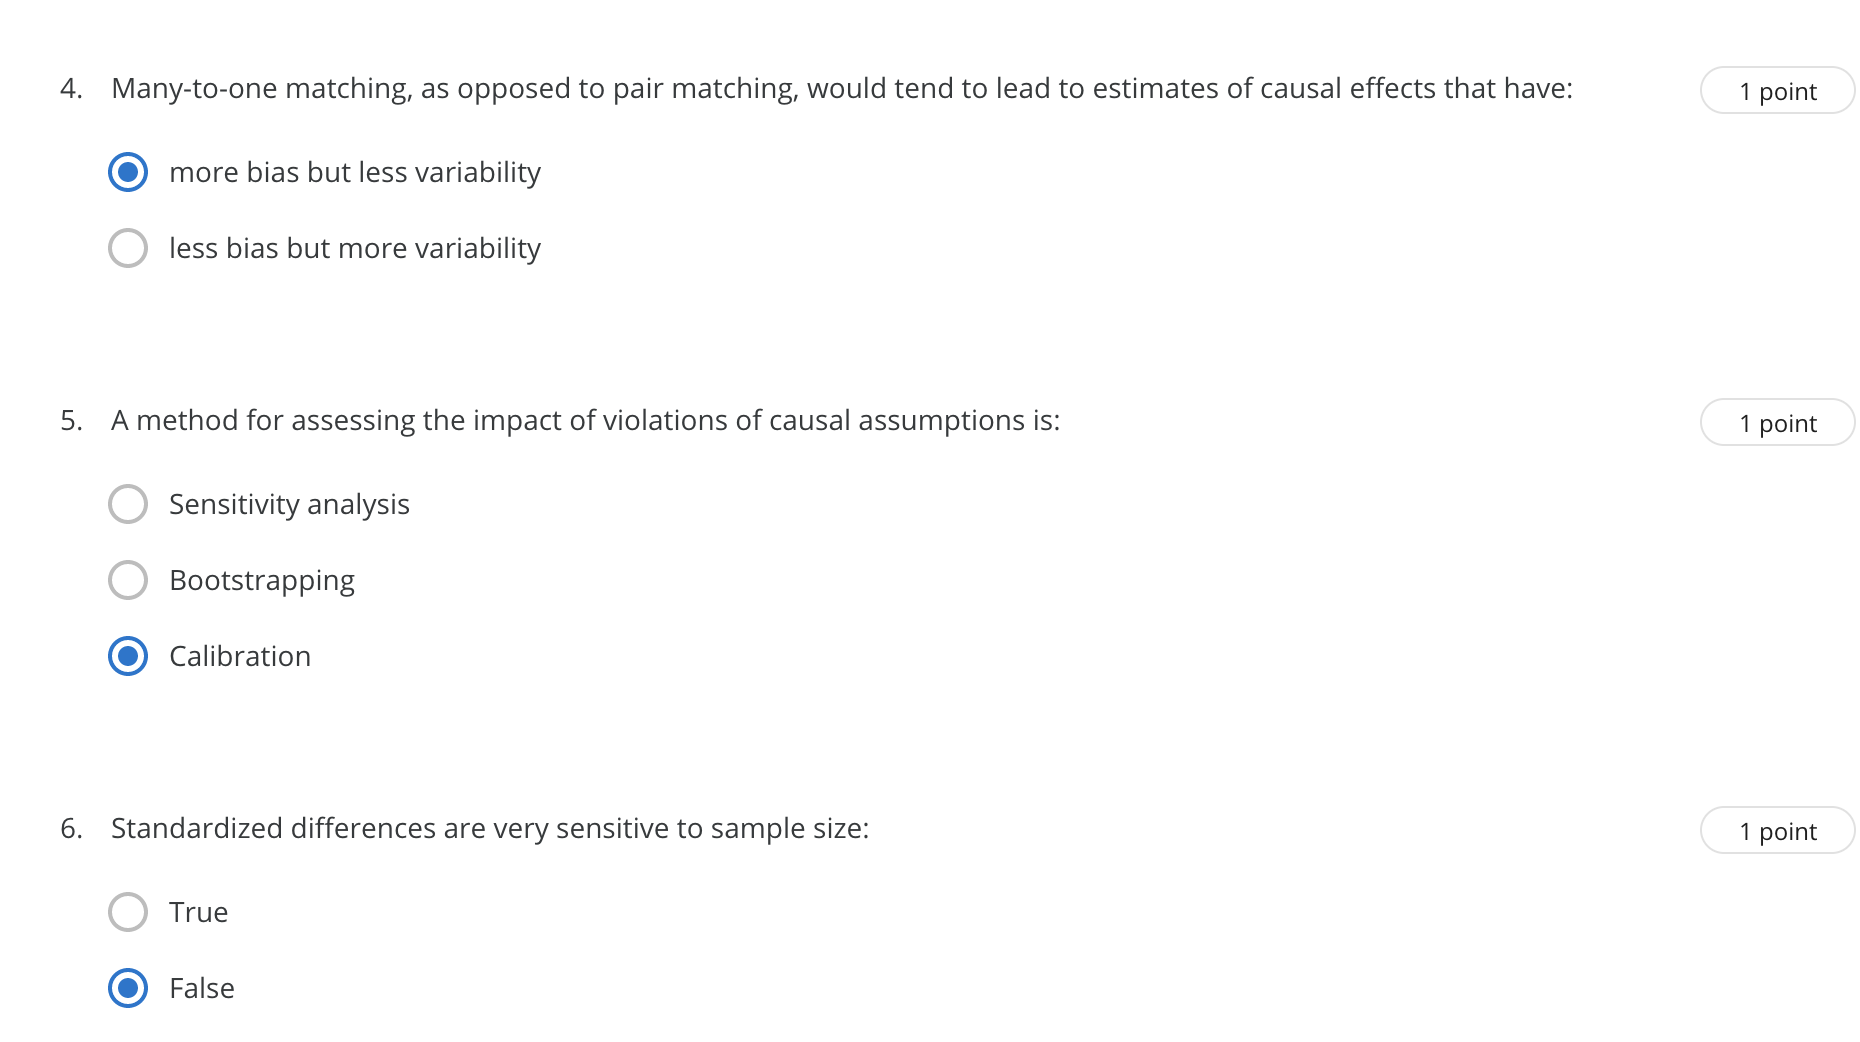 4. Many-to-one matching, as opposed to pair matching, would tend to lead to estimates of causal effects that have: 1 point
more bias but less variability
less bias but more variability
5. A method for assessing the impact of violations of causal assumptions is: 1 point
Sensitivity analysis
Bootstrapping
Calibration
6. Standardized differences are very sensitive to sample size: 1 point
True
False